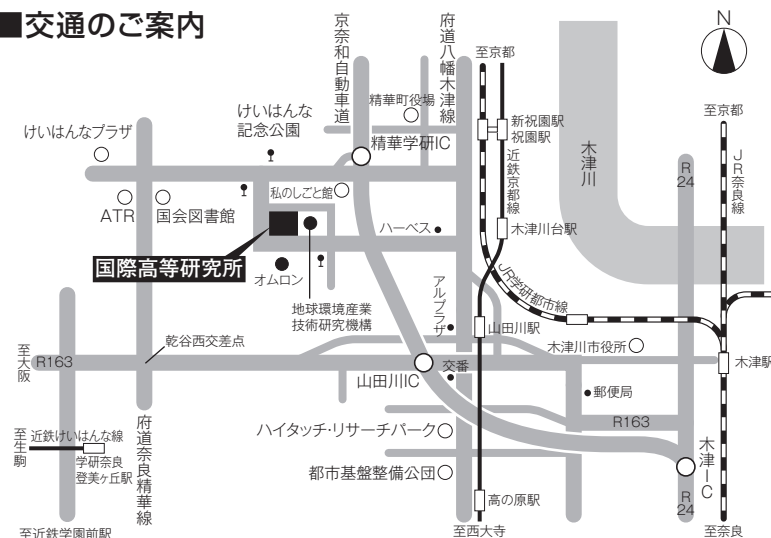 ■交通のご案内
京奈和自動車道
府道八幡木津線
N
至京都
至京都
けいはんな
記念公園
精華町役場
新祝園駅
祝園駅
けいはんなプラザ
精華学研IC
近鉄京都線
木津川
R
24
JR奈良線
私のしごと館
ATR
国会図書館
ハーベス
木津川台駅
国際高等研究所
オムロン
JR学研都市線
地球環境産業
技術研究機構
アルプラザ
山田川駅
乾谷西交差点
木津川市役所
至大阪
R163
木津駅
山田川IC
交番
郵便局
府道奈良精華線
ハイタッチ・リサーチパーク
R163
至生駒
近鉄けいはんな線
学研奈良
登美ヶ丘駅
木津IC
都市基盤整備公団
高の原駅
R
24
至近鉄学園前駅
至西大寺
至奈良